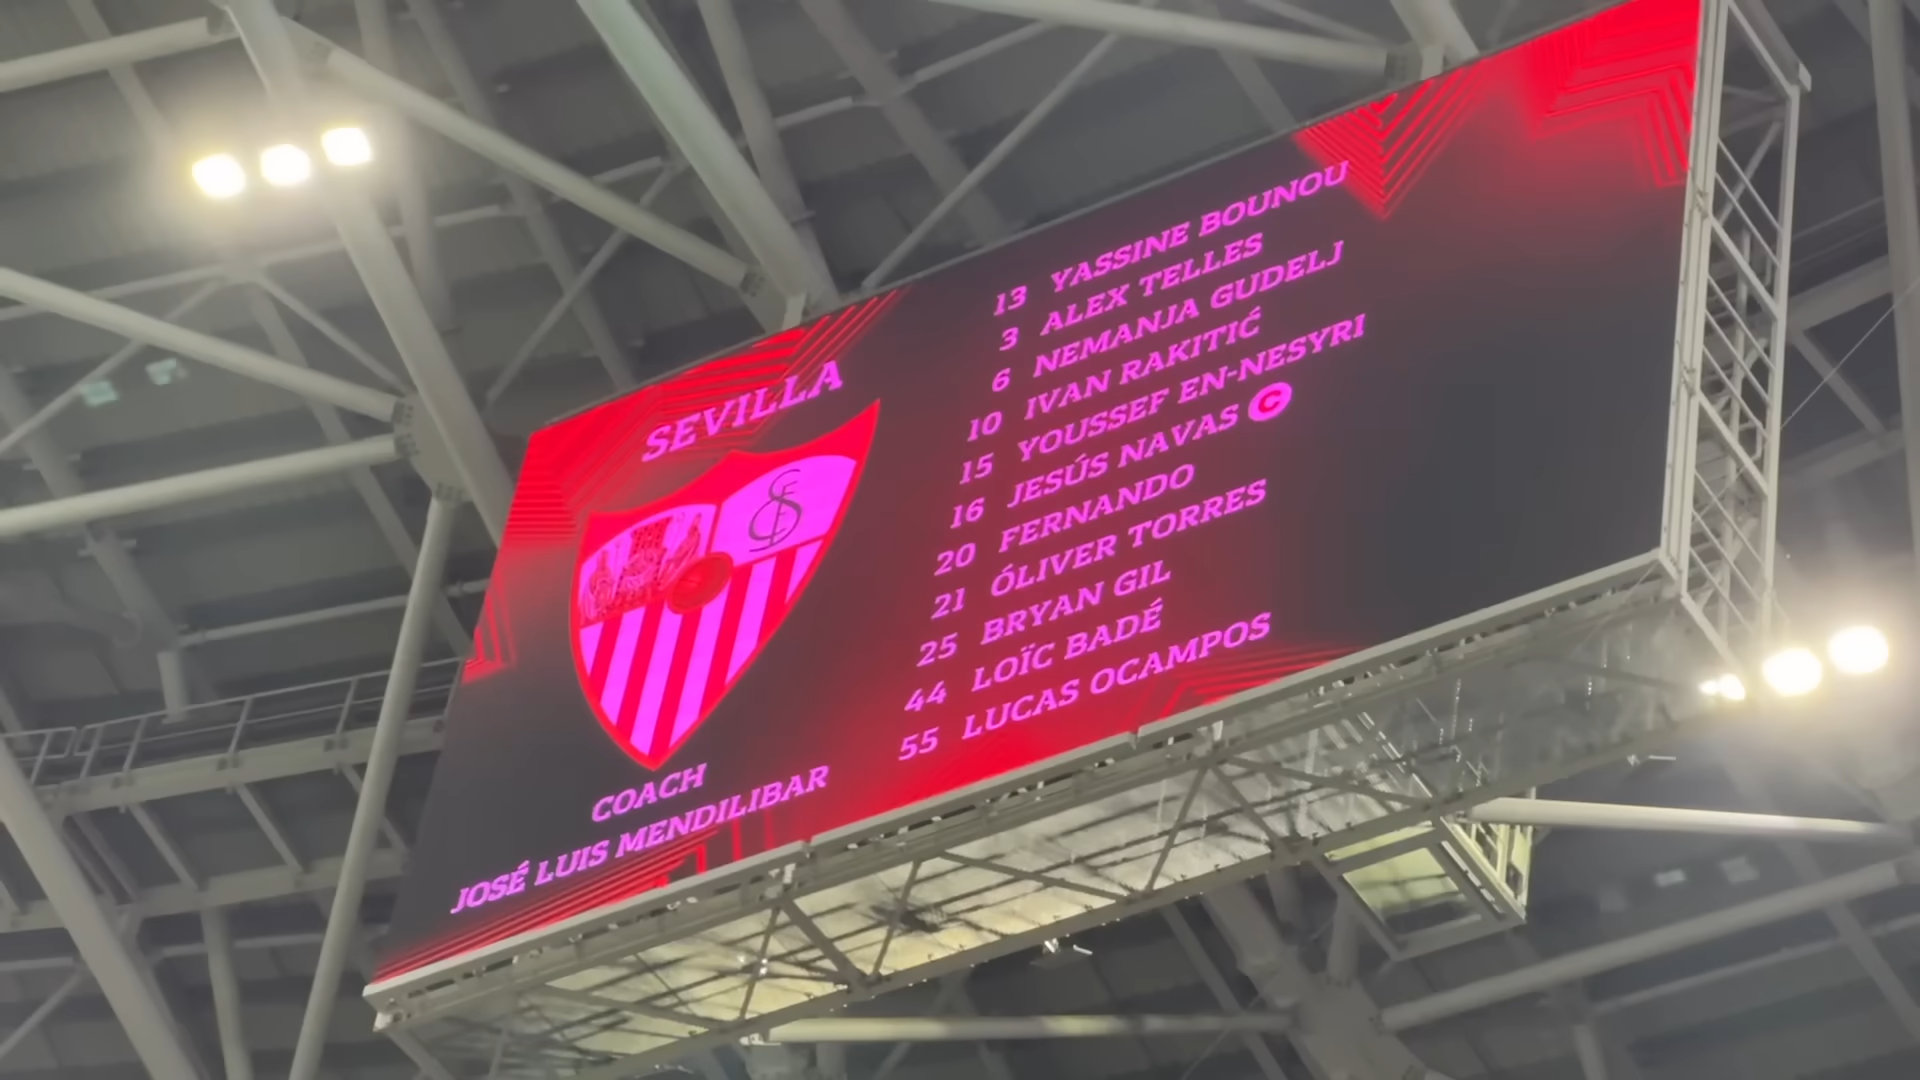 SEVILLA
SFC
COACH
JOSÉ LUIS MENDILIBAR
13 YASSINE BOUNOU
3 ALEX TELLES
6 NEMANJA GUDELJ
10 IVAN RAKITIĆ
15 YOUSSEF EN-NESYRI
16 JESÚS NAVAS C
20 FERNANDO
21 ÓLIVER TORRES
25 BRYAN GIL
44 LOÏC BADÉ
55 LUCAS OCAMPOS